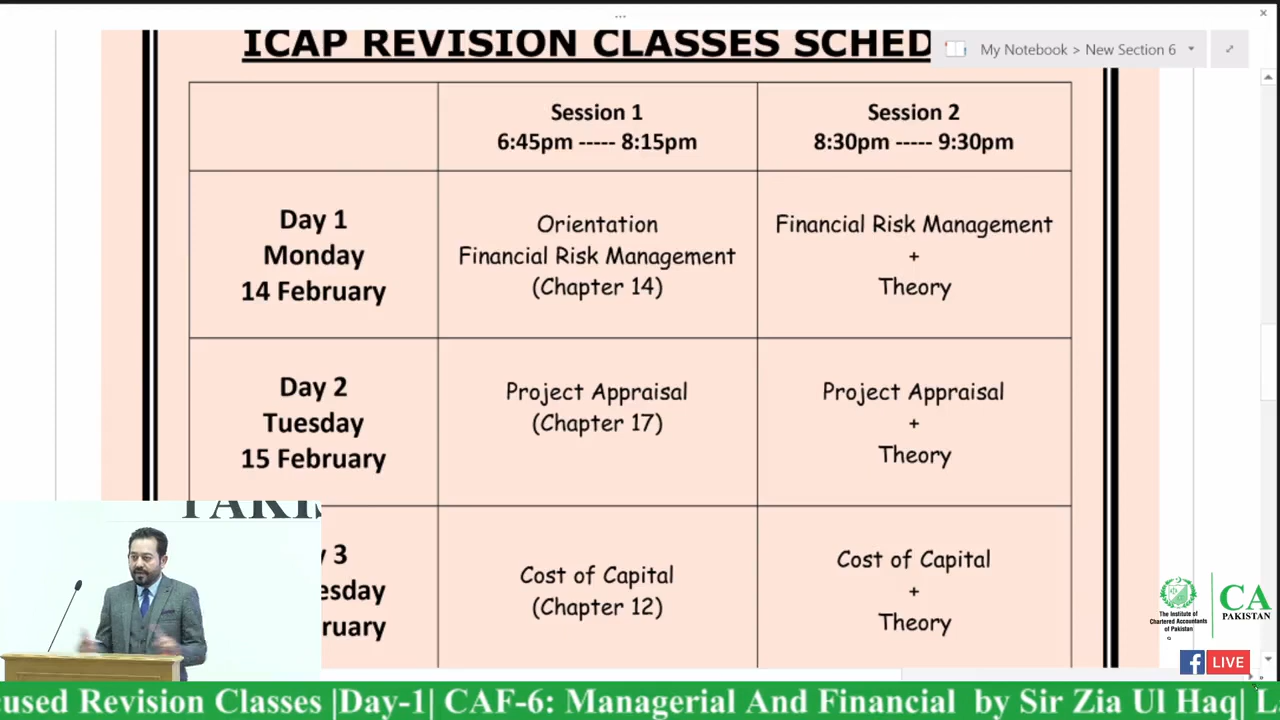 ...
ICAP REVISION CLASSES SCHED
My Notebook > New Section 6
Session 1
6:45pm ----- 8:15pm
Session 2
8:30pm ----- 9:30pm
Day 1
Monday
14 February
Orientation
Financial Risk Management
(Chapter 14)
Financial Risk Management
+
Theory
Day 2
Tuesday
15 February
Project Appraisal
(Chapter 17)
Project Appraisal
+
Theory
3
esday
ruary
Cost of Capital
(Chapter 12)
Cost of Capital
+
Theory
The Institute of
Chartered Accountants
of Pakistan
CA
PAKISTAN
f LIVE
used Revision Classes |Day-1| CAF-6: Managerial And Financial by Sir Zia Ul Haq| L